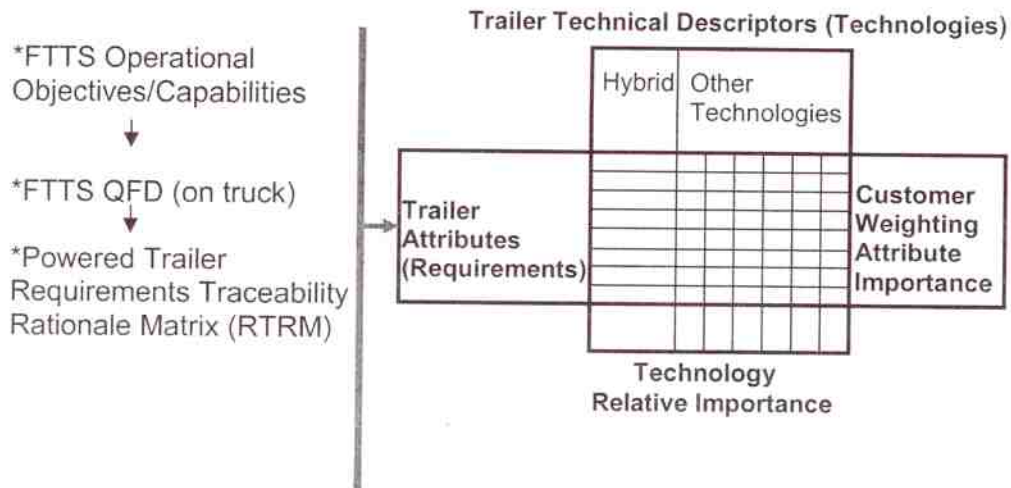 *FTTS Operational
Objectives/Capabilities
*FTTS QFD (on truck)
*Powered Trailer
Requirements Traceability
Rationale Matrix (RTRM)
Trailer Technical Descriptors (Technologies)
Hybrid
Other
Technologies
Trailer
Attributes
(Requirements)
Customer
Weighting
Attribute
Importance
Technology
Relative Importance